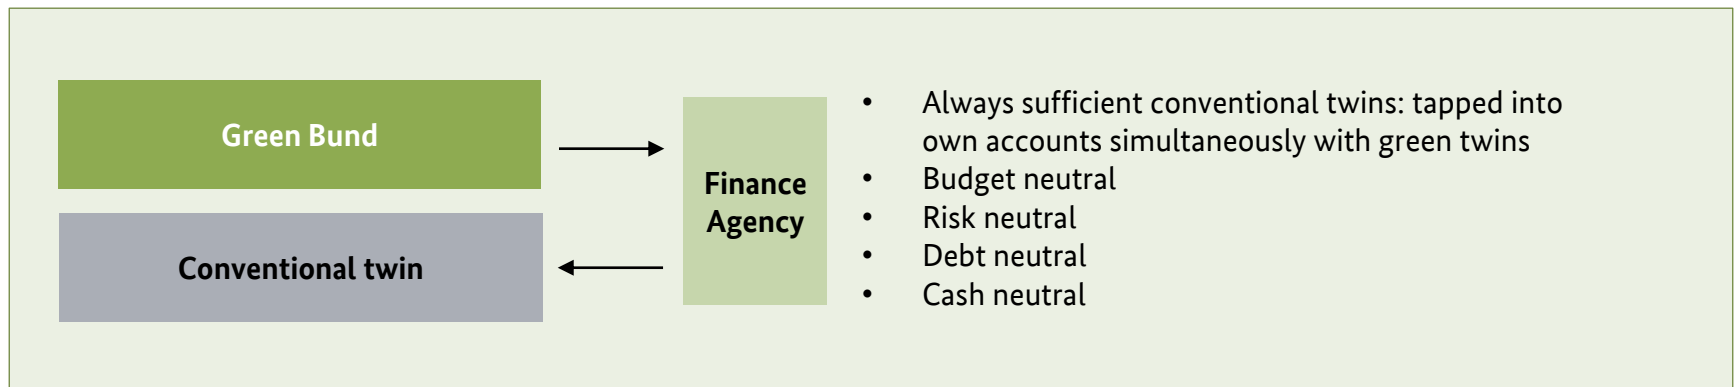 Green Bund
Conventional twin
Finance
Agency
• Always sufficient conventional twins: tapped into
own accounts simultaneously with green twins
• Budget neutral
• Risk neutral
• Debt neutral
• Cash neutral